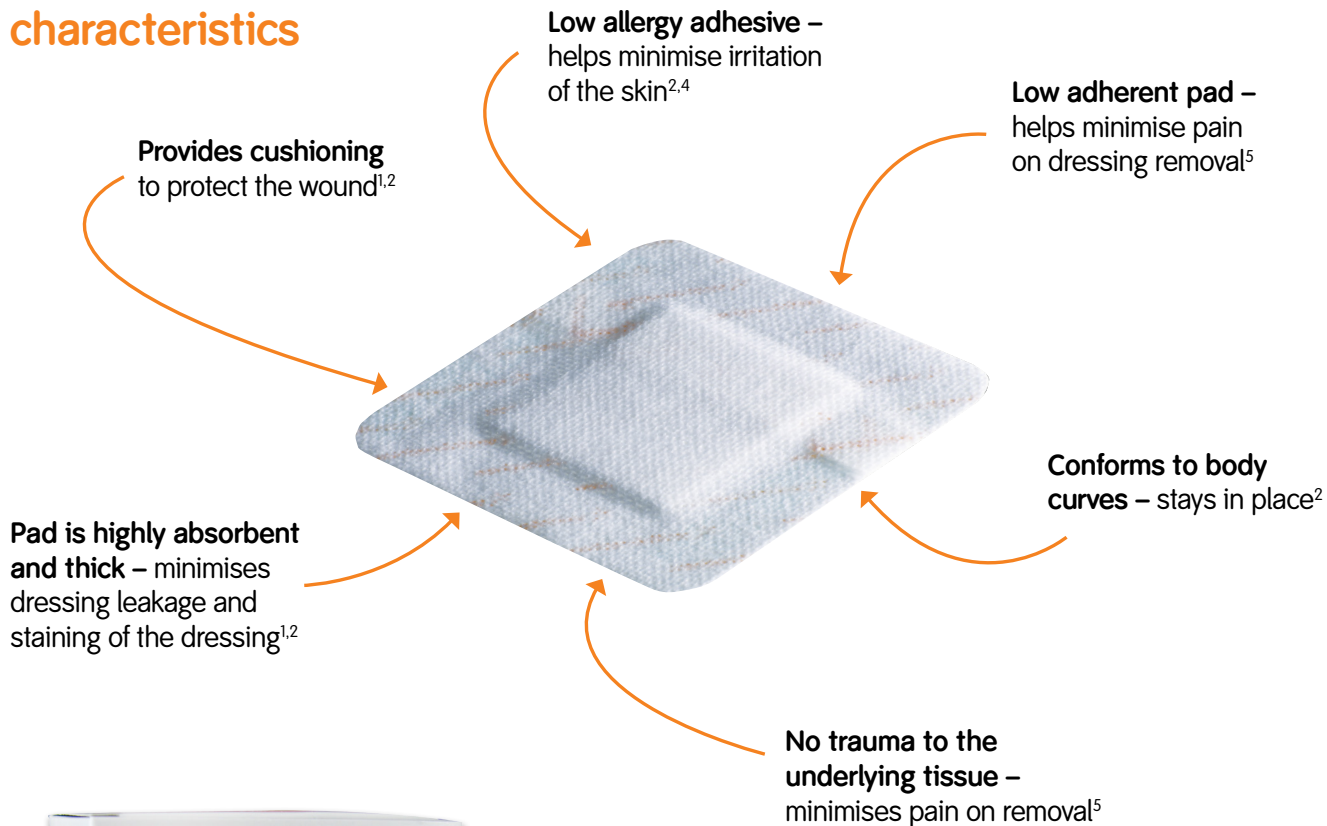 characteristics
Low allergy adhesive –
helps minimise irritation
of the skin2,4
Low adherent pad –
helps minimise pain
on dressing removal5
Provides cushioning
to protect the wound1,2
Conforms to body
curves – stays in place2
Pad is highly absorbent
and thick – minimises
dressing leakage and
staining of the dressing1,2
No trauma to the
underlying tissue –
minimises pain on removal5